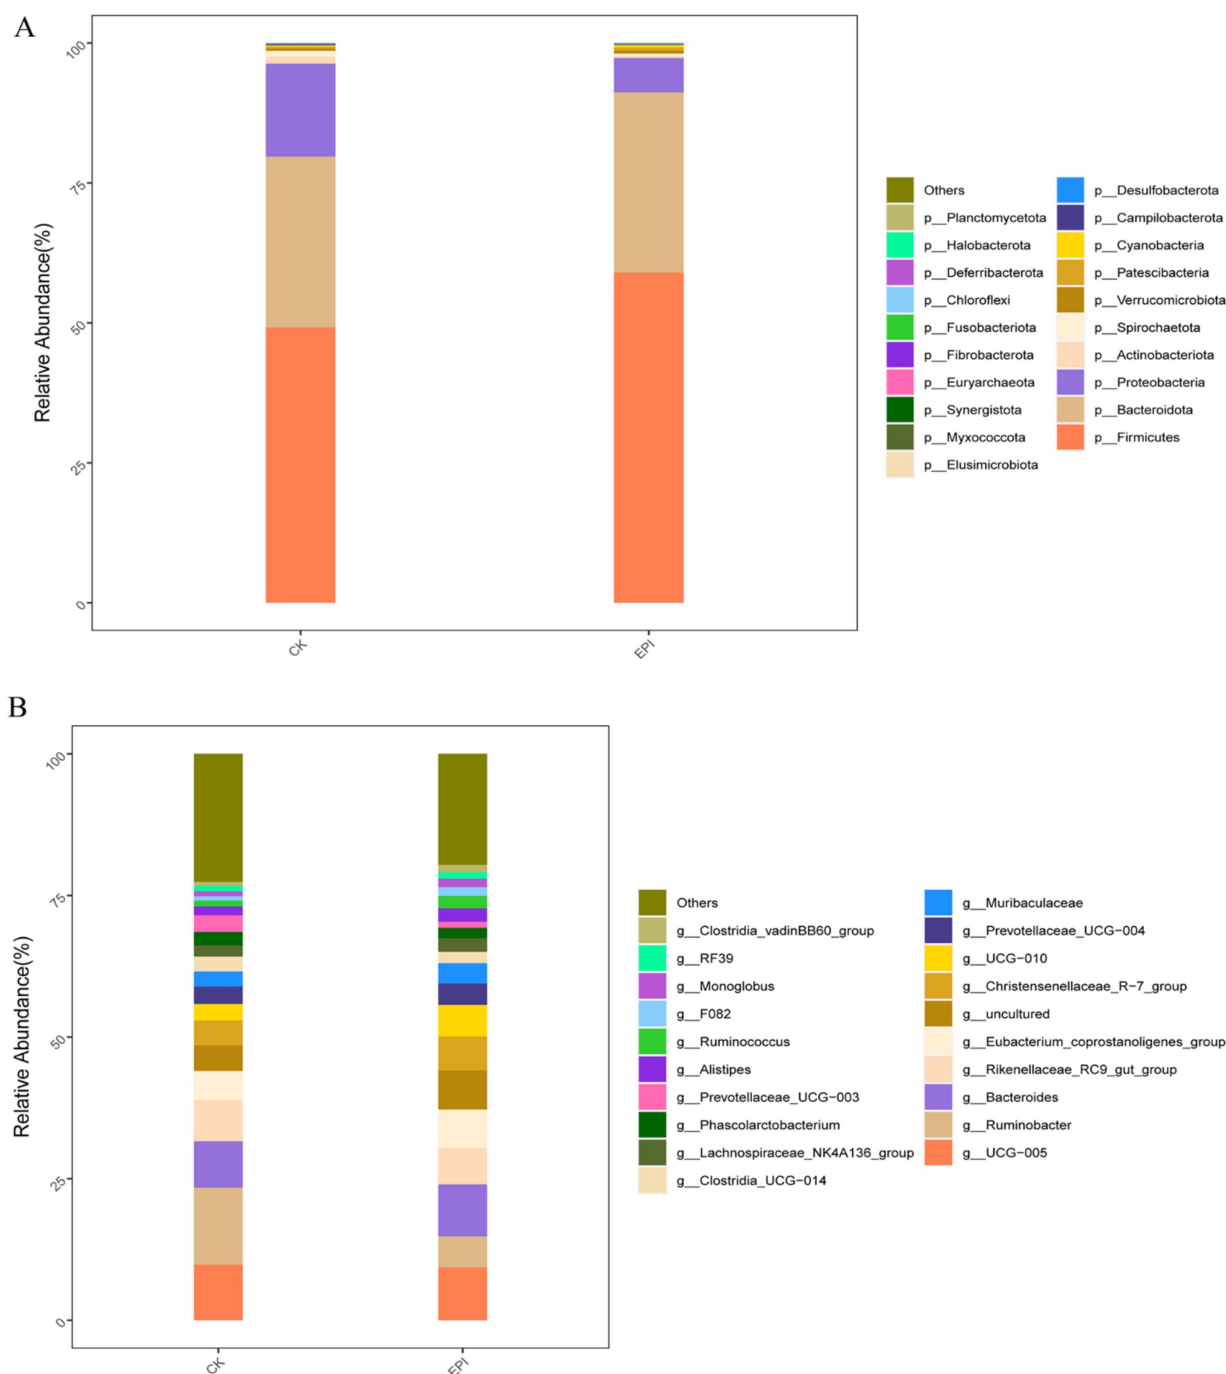 A
Relative Abundance(%)
100
75
50
25
0
CK
EPI
Others
p__Planctomycetota
p__Halobacterota
p__Deferribacterota
p__Chloroflexi
p__Fusobacteriota
p__Fibrobacterota
p__Euryarchaeota
p__Synergistota
p__Myxococcota
p__Elusimicrobiota
p__Desulfobacterota
p__Campilobacterota
p__Cyanobacteria
p__Patescibacteria
p__Verrucomicrobiota
p__Spirochaetota
p__Actinobacteriota
p__Proteobacteria
p__Bacteroidota
p__Firmicutes
B
Relative Abundance(%)
100
75
50
25
0
CK
EPI
Others
g__Clostridia_vadinBB60_group
g__RF39
g__Monoglobus
g__F082
g__Ruminococcus
g__Alistipes
g__Prevotellaceae_UCG−003
g__Phascolarctobacterium
g__Lachnospiraceae_NK4A136_group
g__Clostridia_UCG−014
g__Muribaculaceae
g__Prevotellaceae_UCG−004
g__UCG−010
g__Christensenellaceae_R−7_group
g__uncultured
g__Eubacterium_coprostanoligenes_group
g__Rikenellaceae_RC9_gut_group
g__Bacteroides
g__Ruminobacter
g__UCG−005